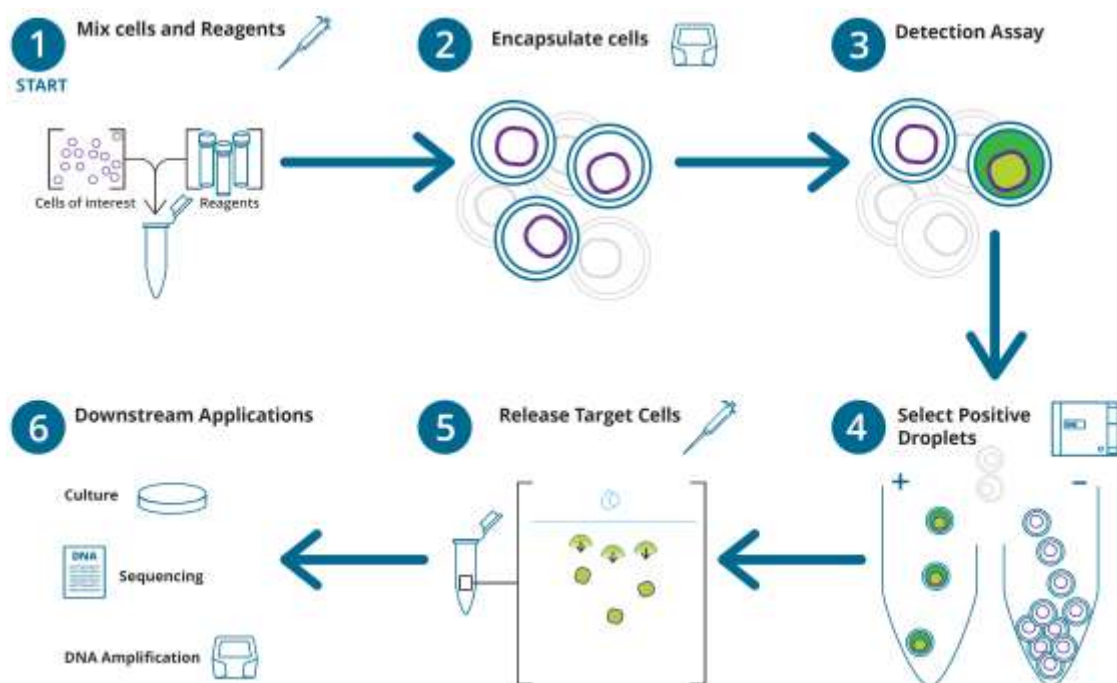 1
Mix cells and Reagents
START
Cells of interest
Reagents
2
Encapsulate cells
3
Detection Assay
4
Select Positive
Droplets
+
-
5
Release Target Cells
6
Downstream Applications
Culture
DNA
Sequencing
DNA Amplification